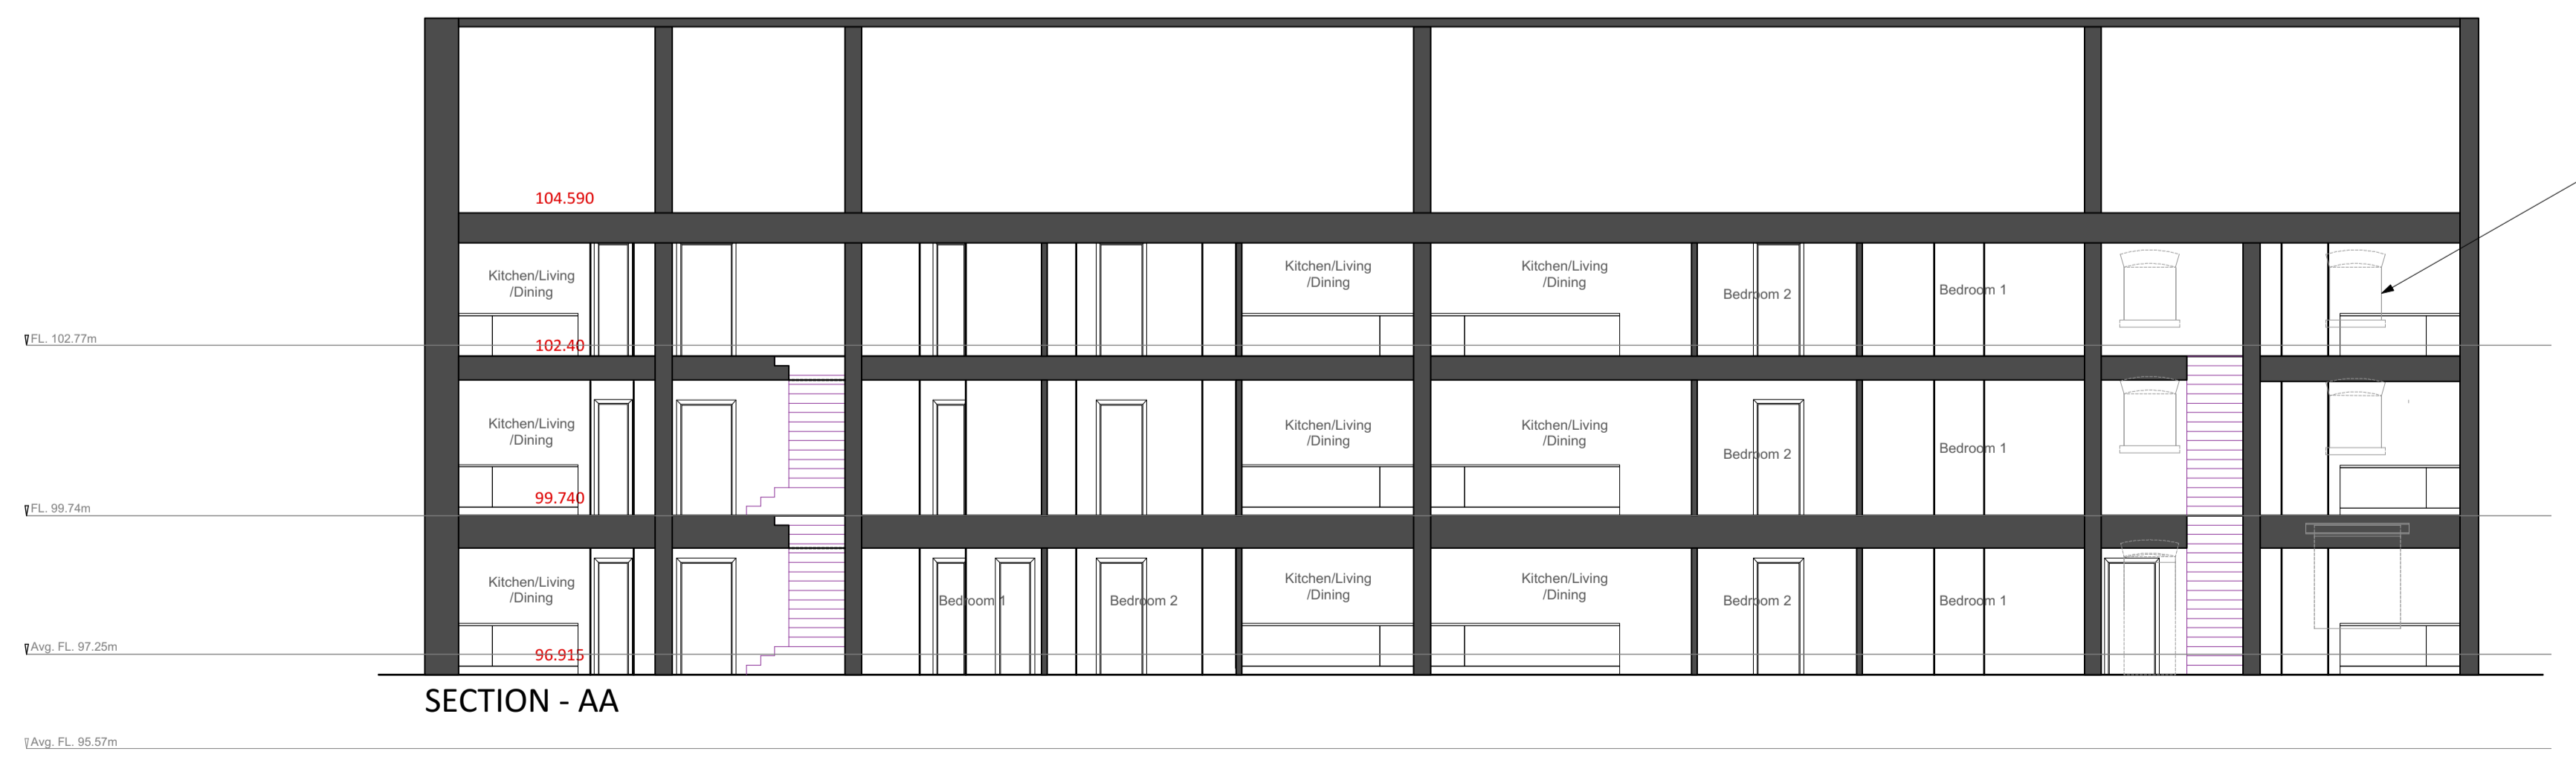 104.590
Kitchen/Living
/Dining
Kitchen/Living
/Dining
Kitchen/Living
/Dining
Bedroom 2
Bedroom 1
FL. 102.77m
102.40
Kitchen/Living
/Dining
Kitchen/Living
/Dining
Kitchen/Living
/Dining
Bedroom 2
Bedroom 1
99.740
FL. 99.74m
Kitchen/Living
/Dining
Bedroom 1
Bedroom 2
Kitchen/Living
/Dining
Kitchen/Living
/Dining
Bedroom 2
Bedroom 1
Avg. FL. 97.25m
96.915
SECTION - AA
Avg. FL. 95.57m